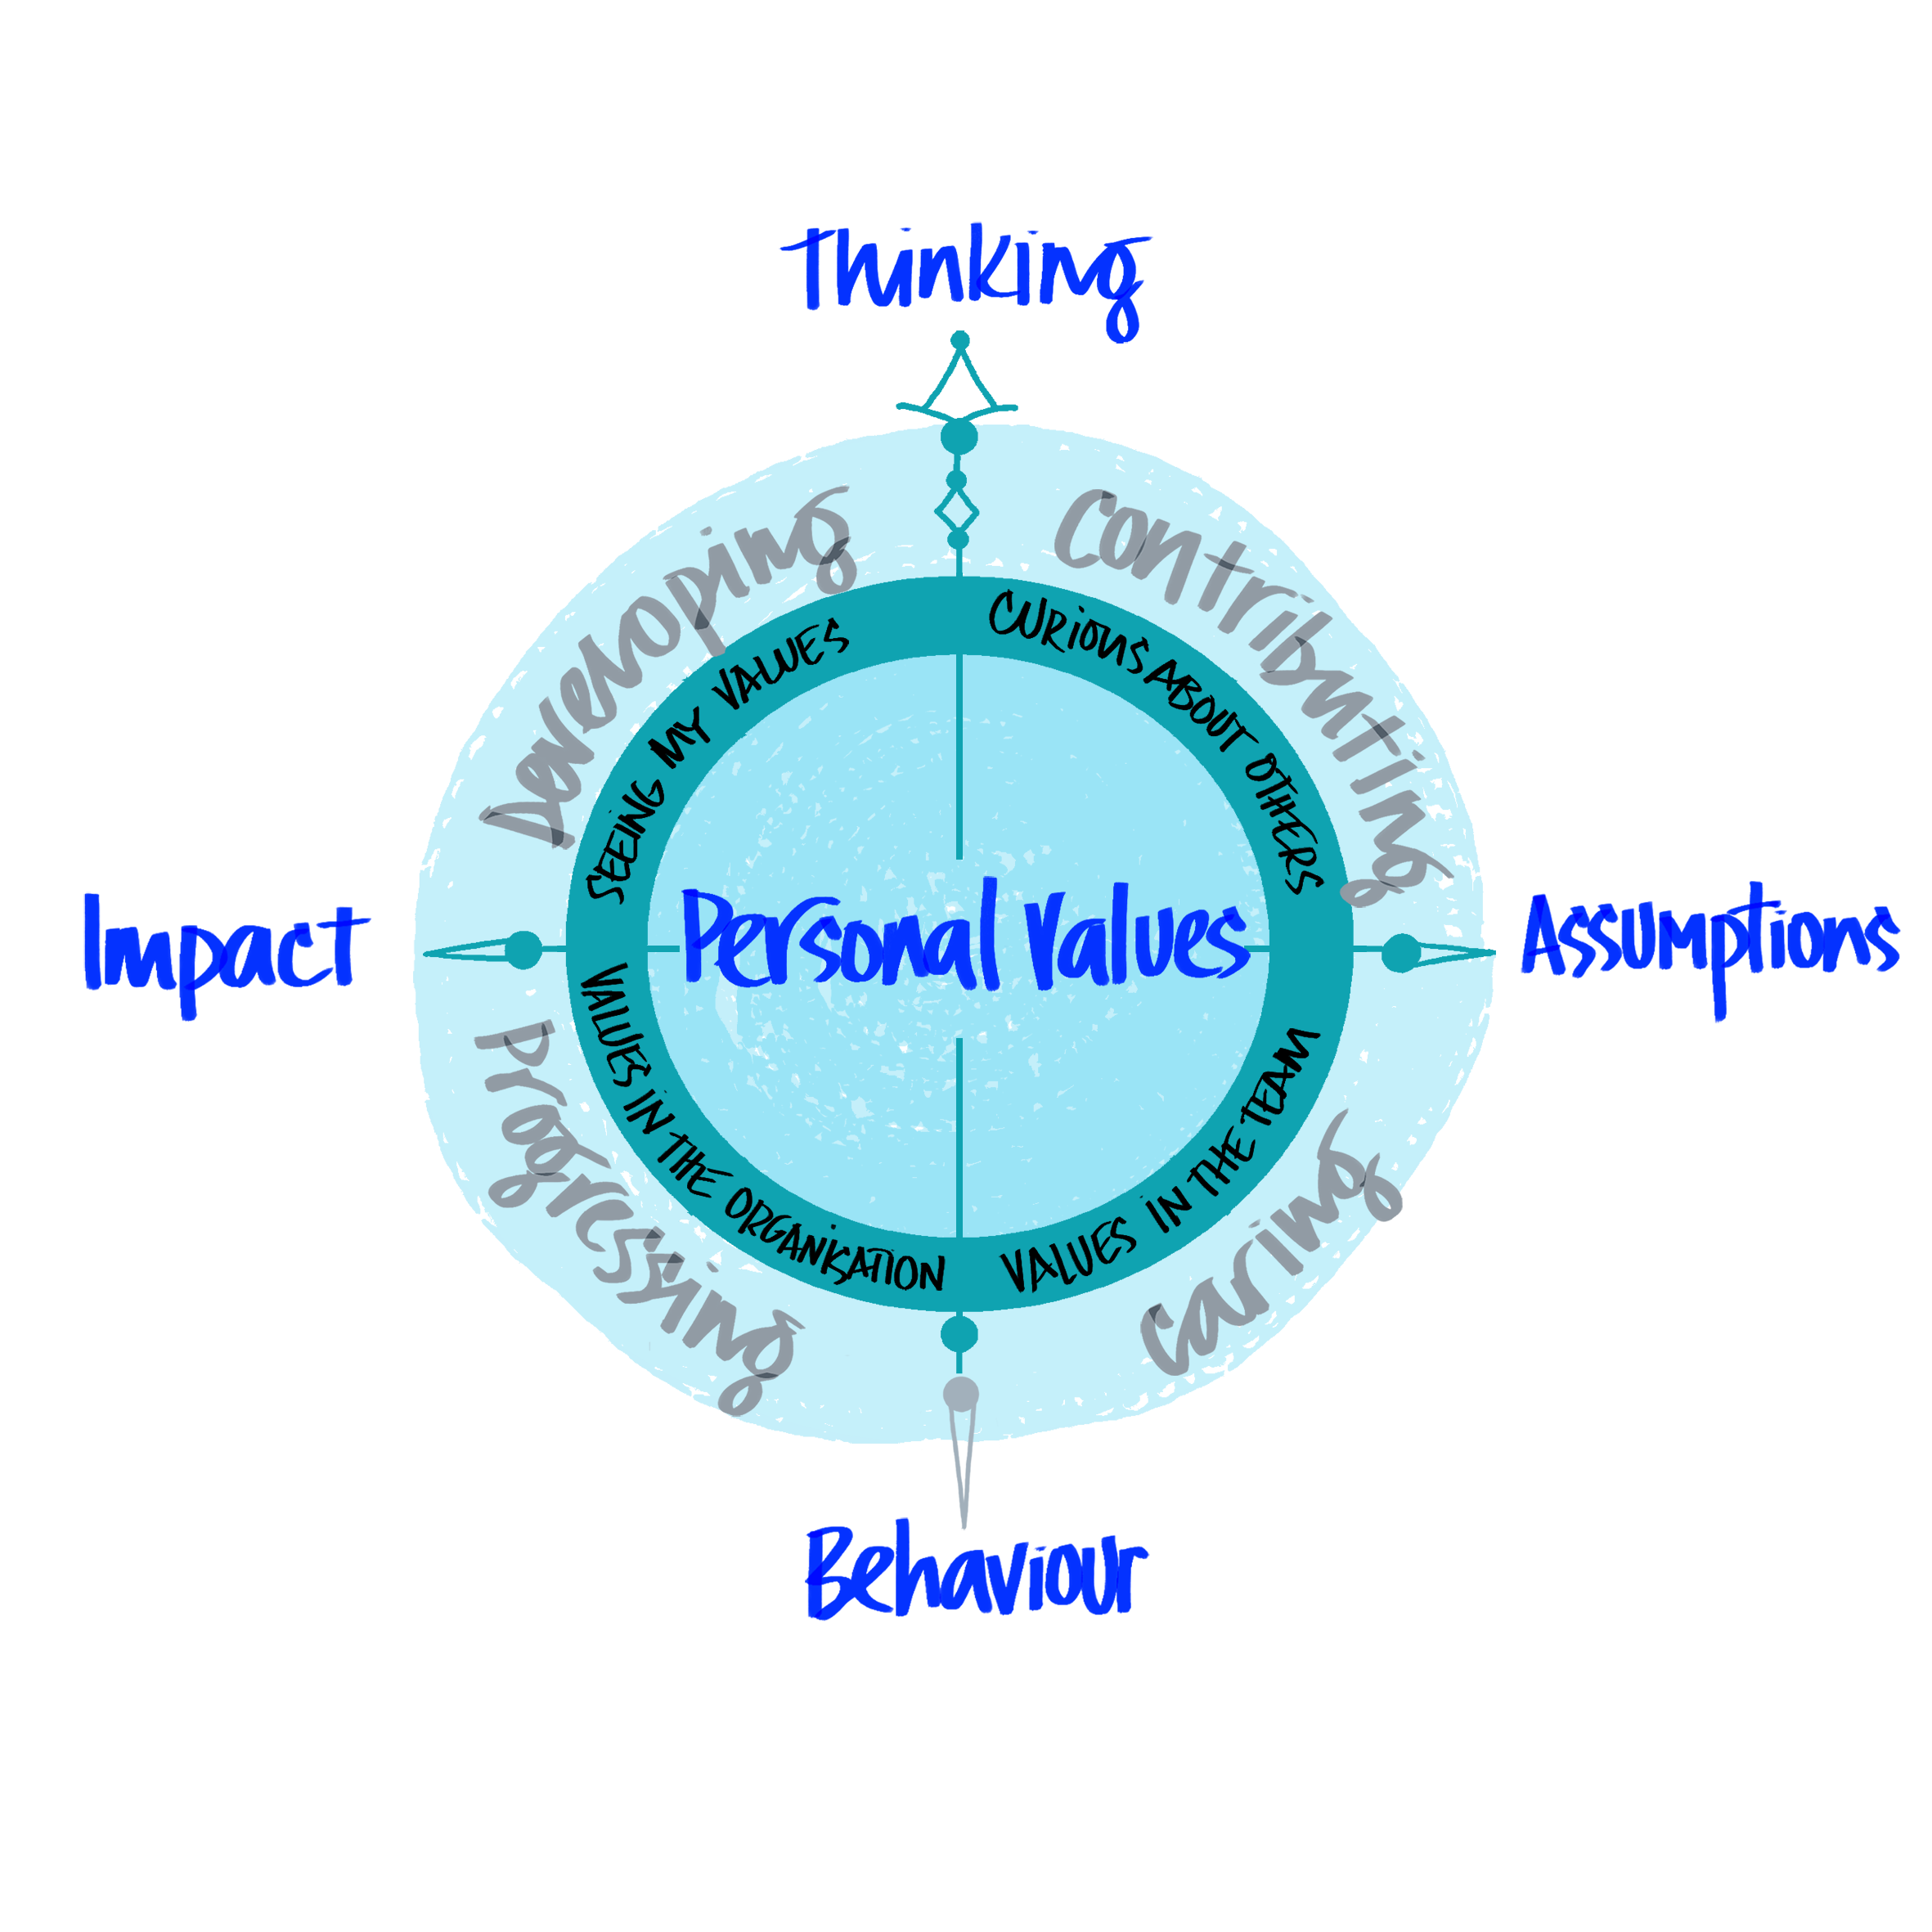 Thinking
Developing
Contributing
SEEING MY VALUES
CURIOUS ABOUT OTHERS
Impact
Personal Values
Assumptions
VALUES IN THE ORGANISATION
VALUES IN THE TEAM
progressing
caring
Behaviour